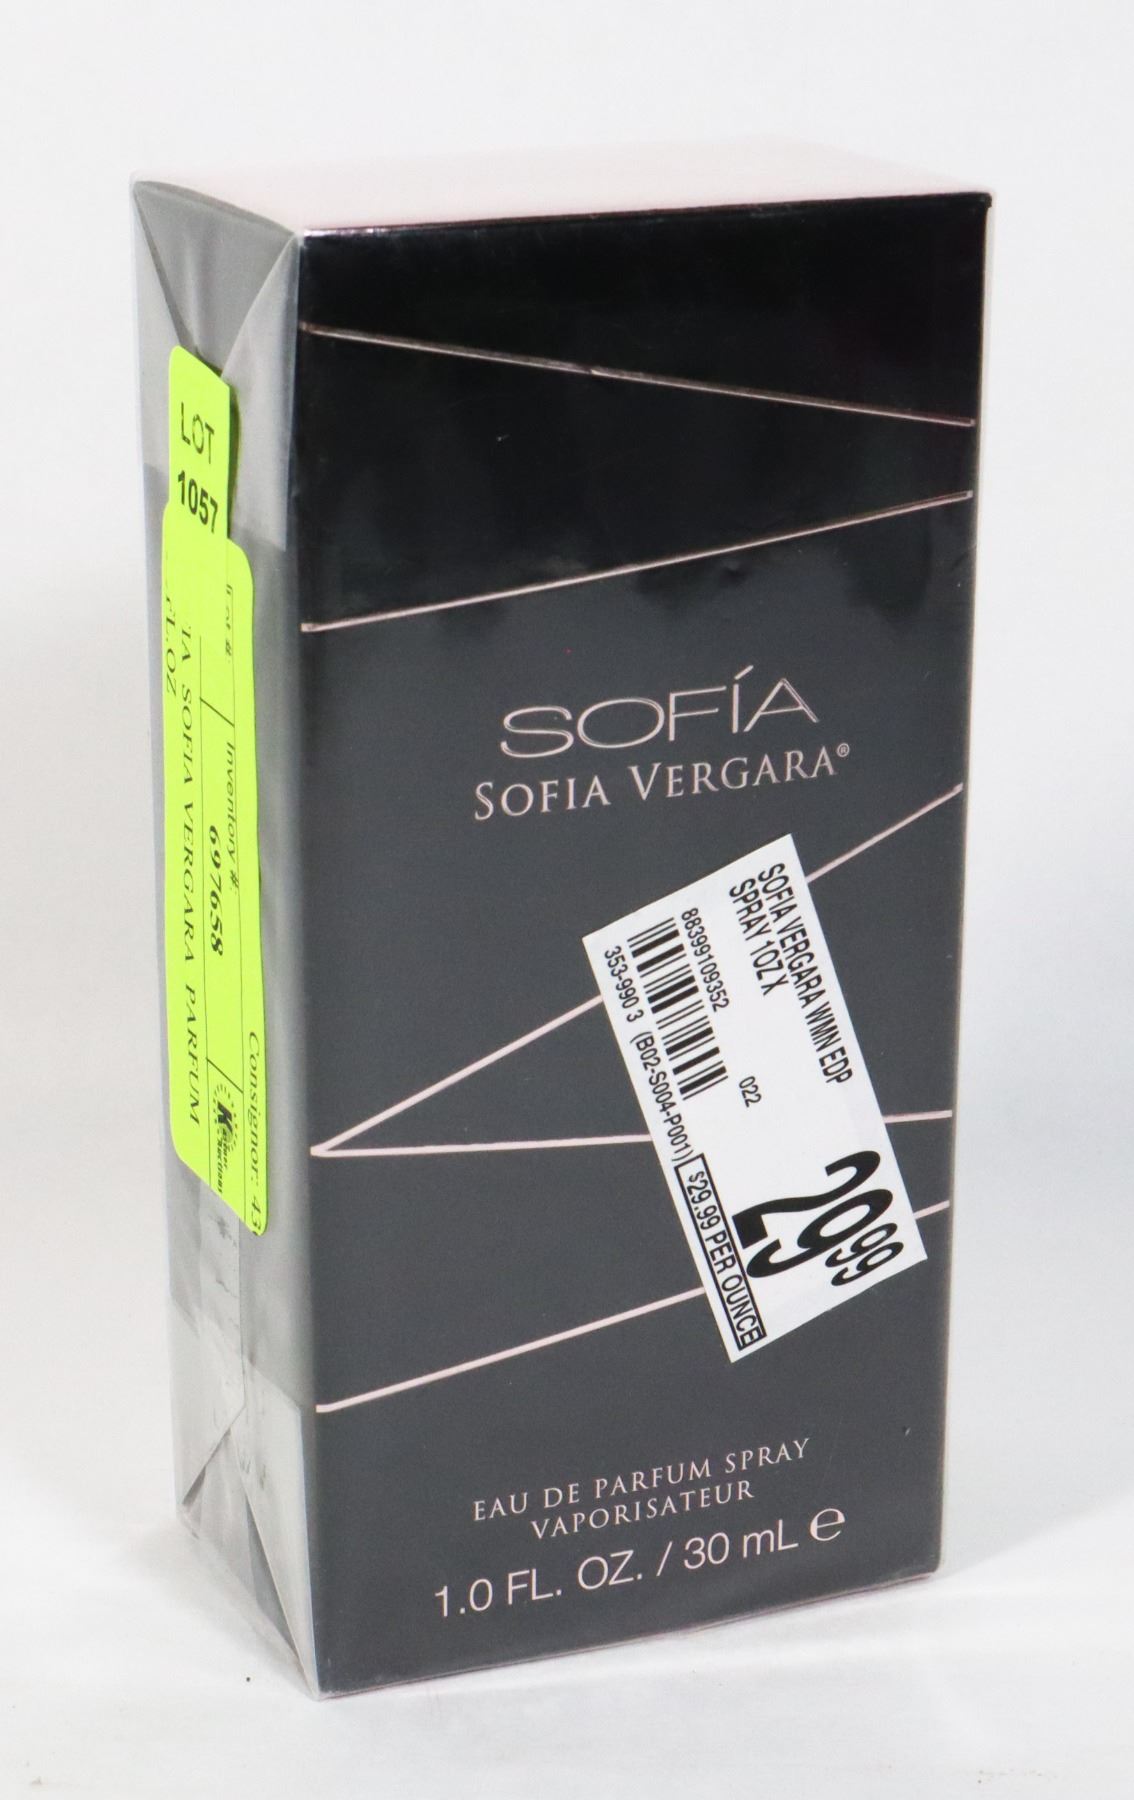 LOT
1057
Inventory #:
697658
Consignor: 43
SOFIA VERGARA PARFUM
FL.OZ
SOFÍA
SOFIA VERGARA®
SOFIA VERGARA WMN EDP
SPRAY 1OZ X
88399109352
022
353-990 3 (B02-S004-P001)
$29.99 PER OUNCE
29.99
EAU DE PARFUM SPRAY
VAPORISATEUR
1.0 FL. OZ. / 30 mL e